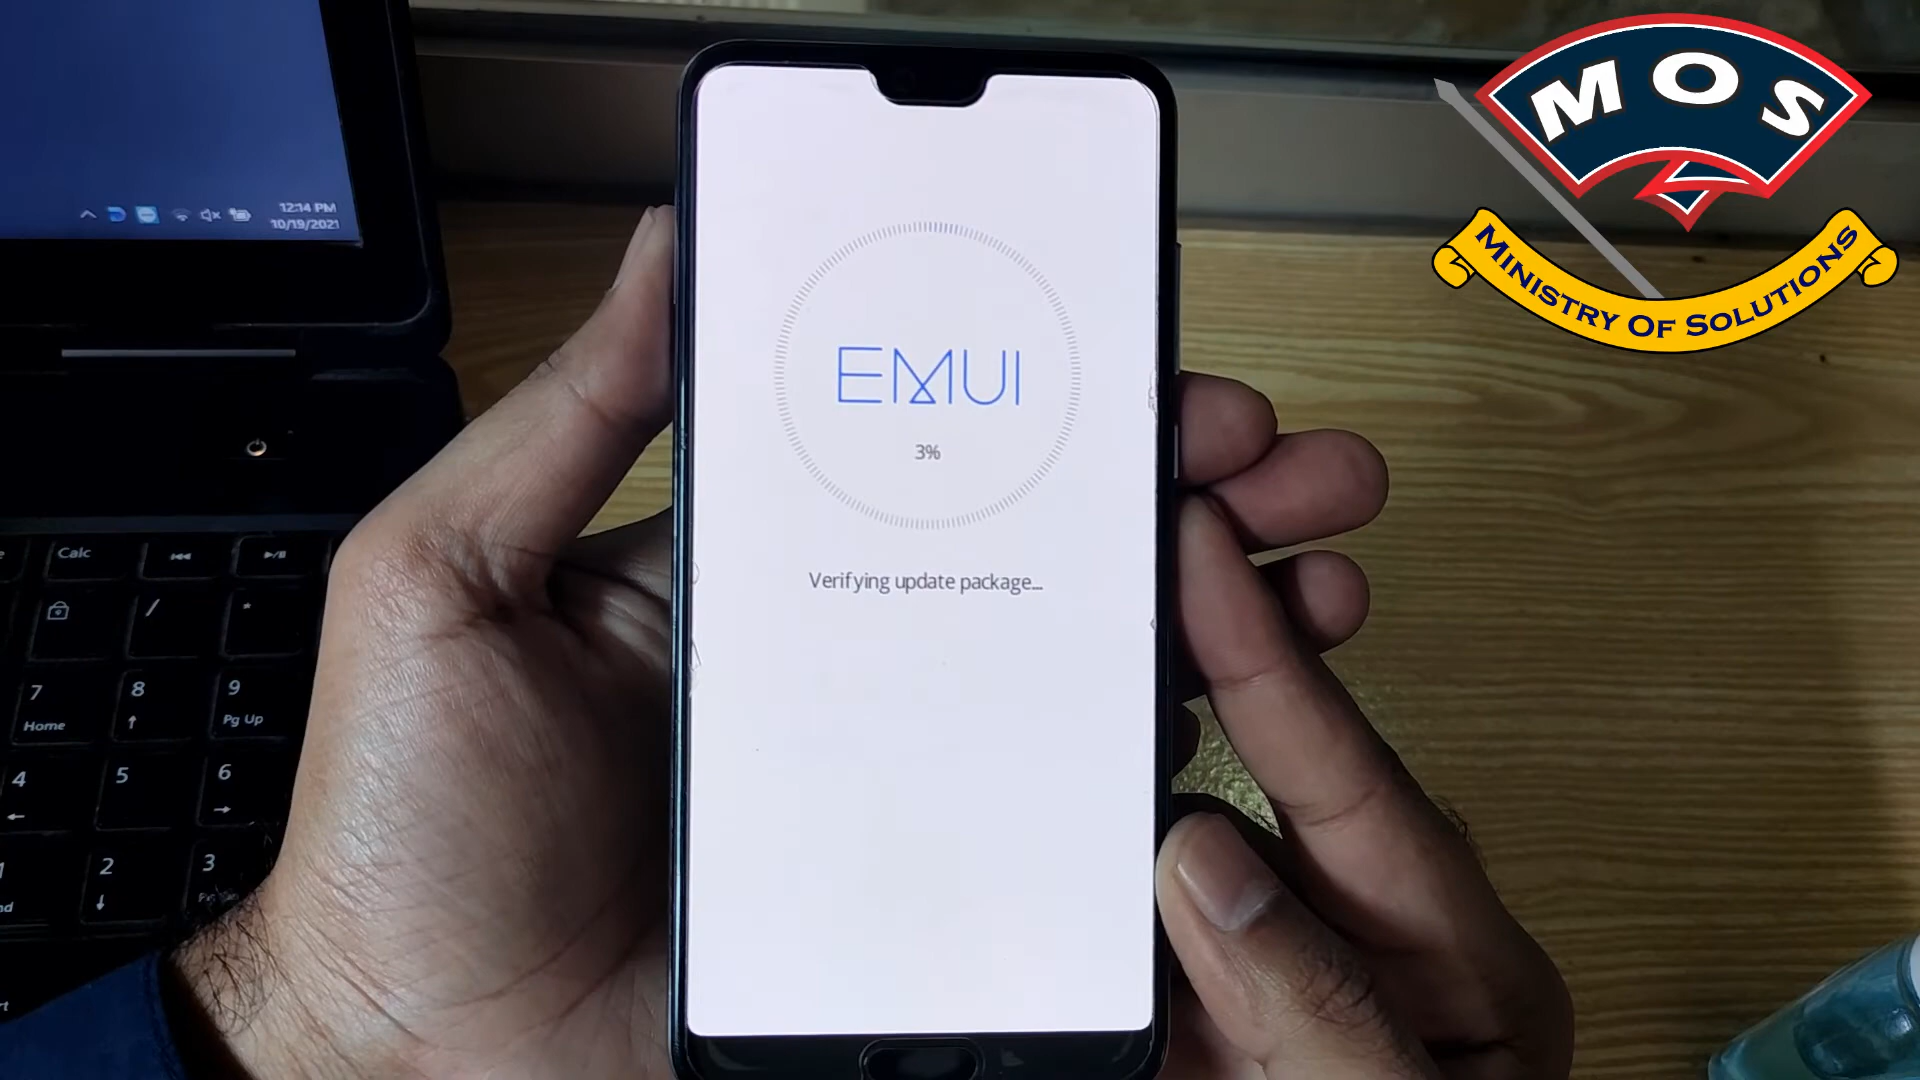 12:14 PM
10/19/2021
MOS
MINISTRY OF SOLUTIONS
EMUI
3%
Verifying update package...
Calc
/
*
7
8
9
Home
Pg Up
4
5
6
2
3